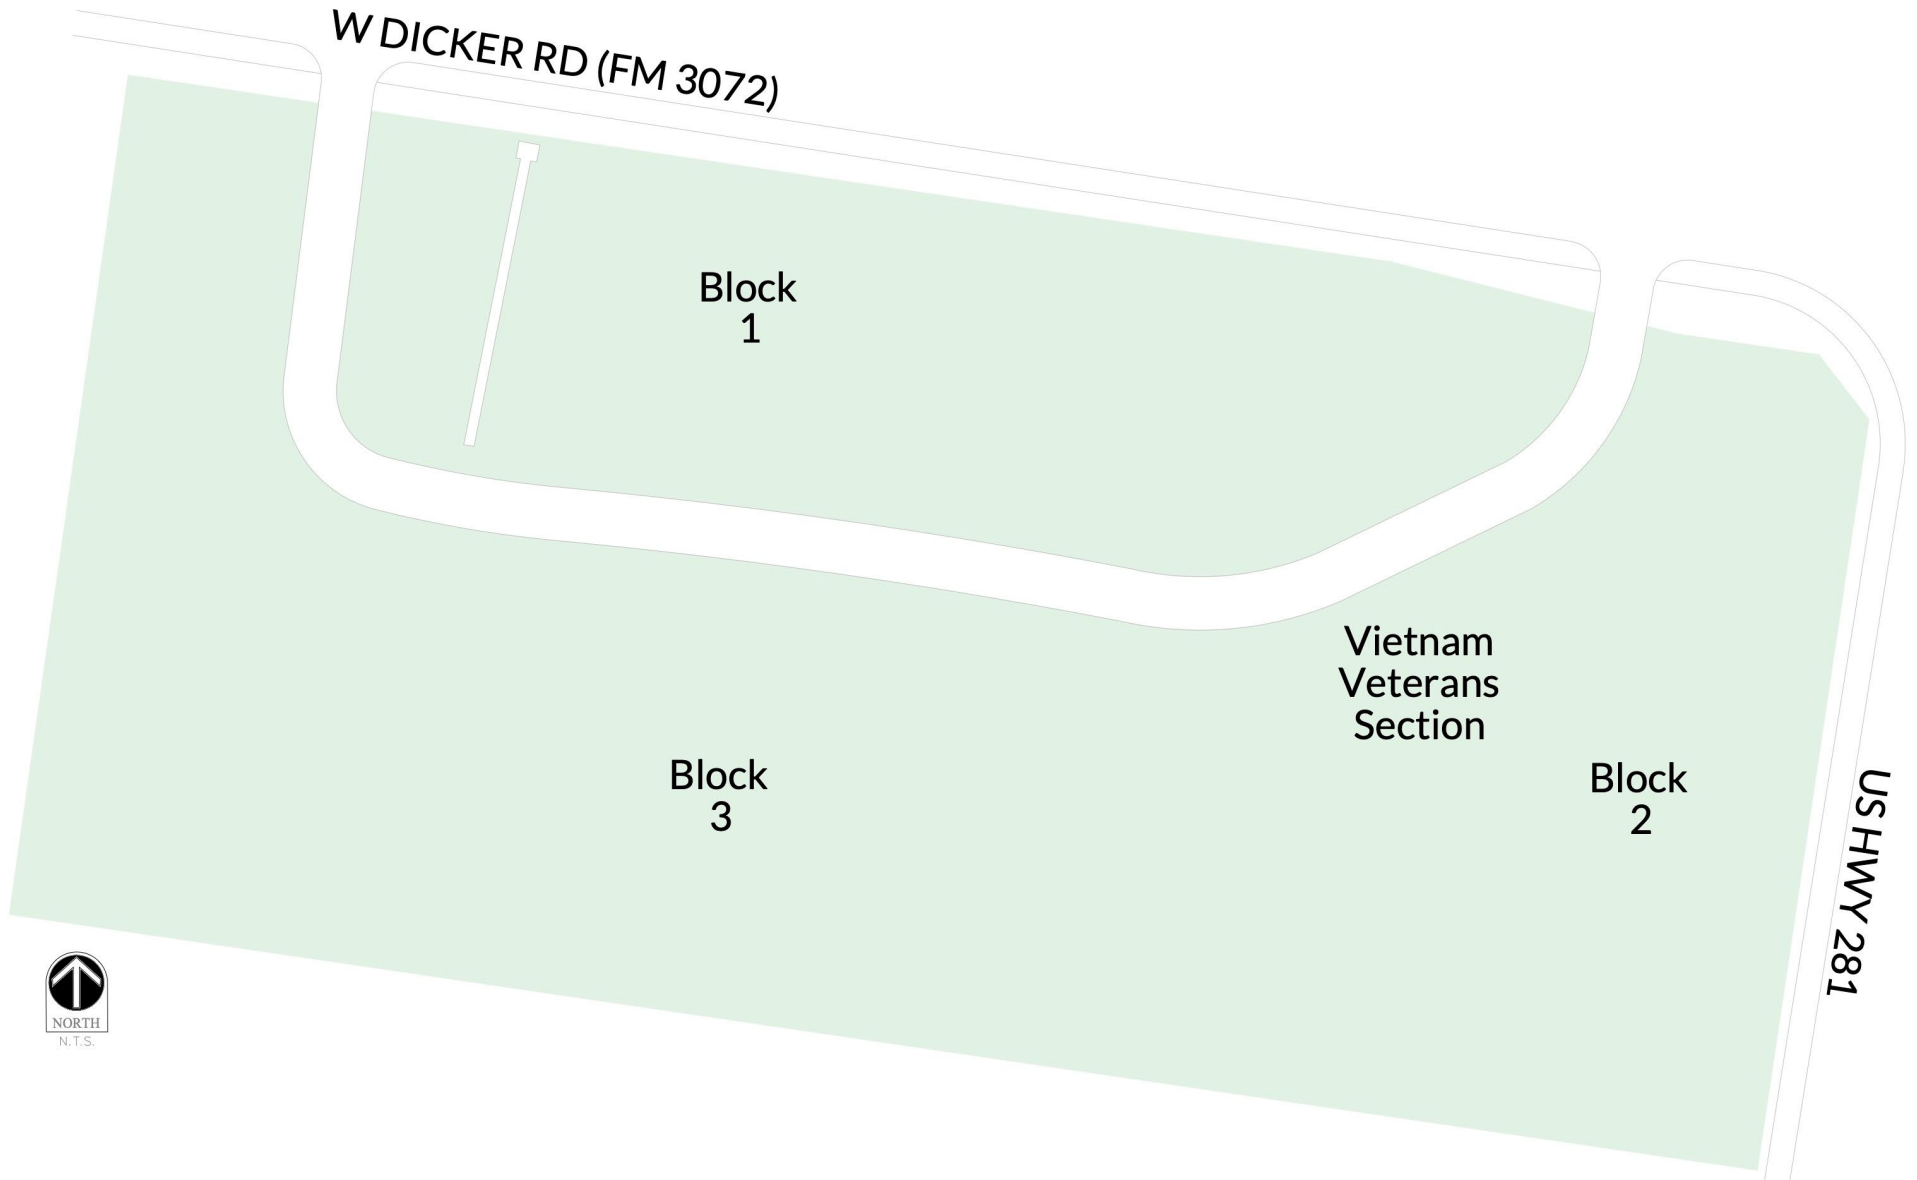 W DICKER RD (FM 3072)
Block
1
Vietnam
Veterans
Section
Block
3
Block
2
US HWY 281
NORTH
N.T.S.